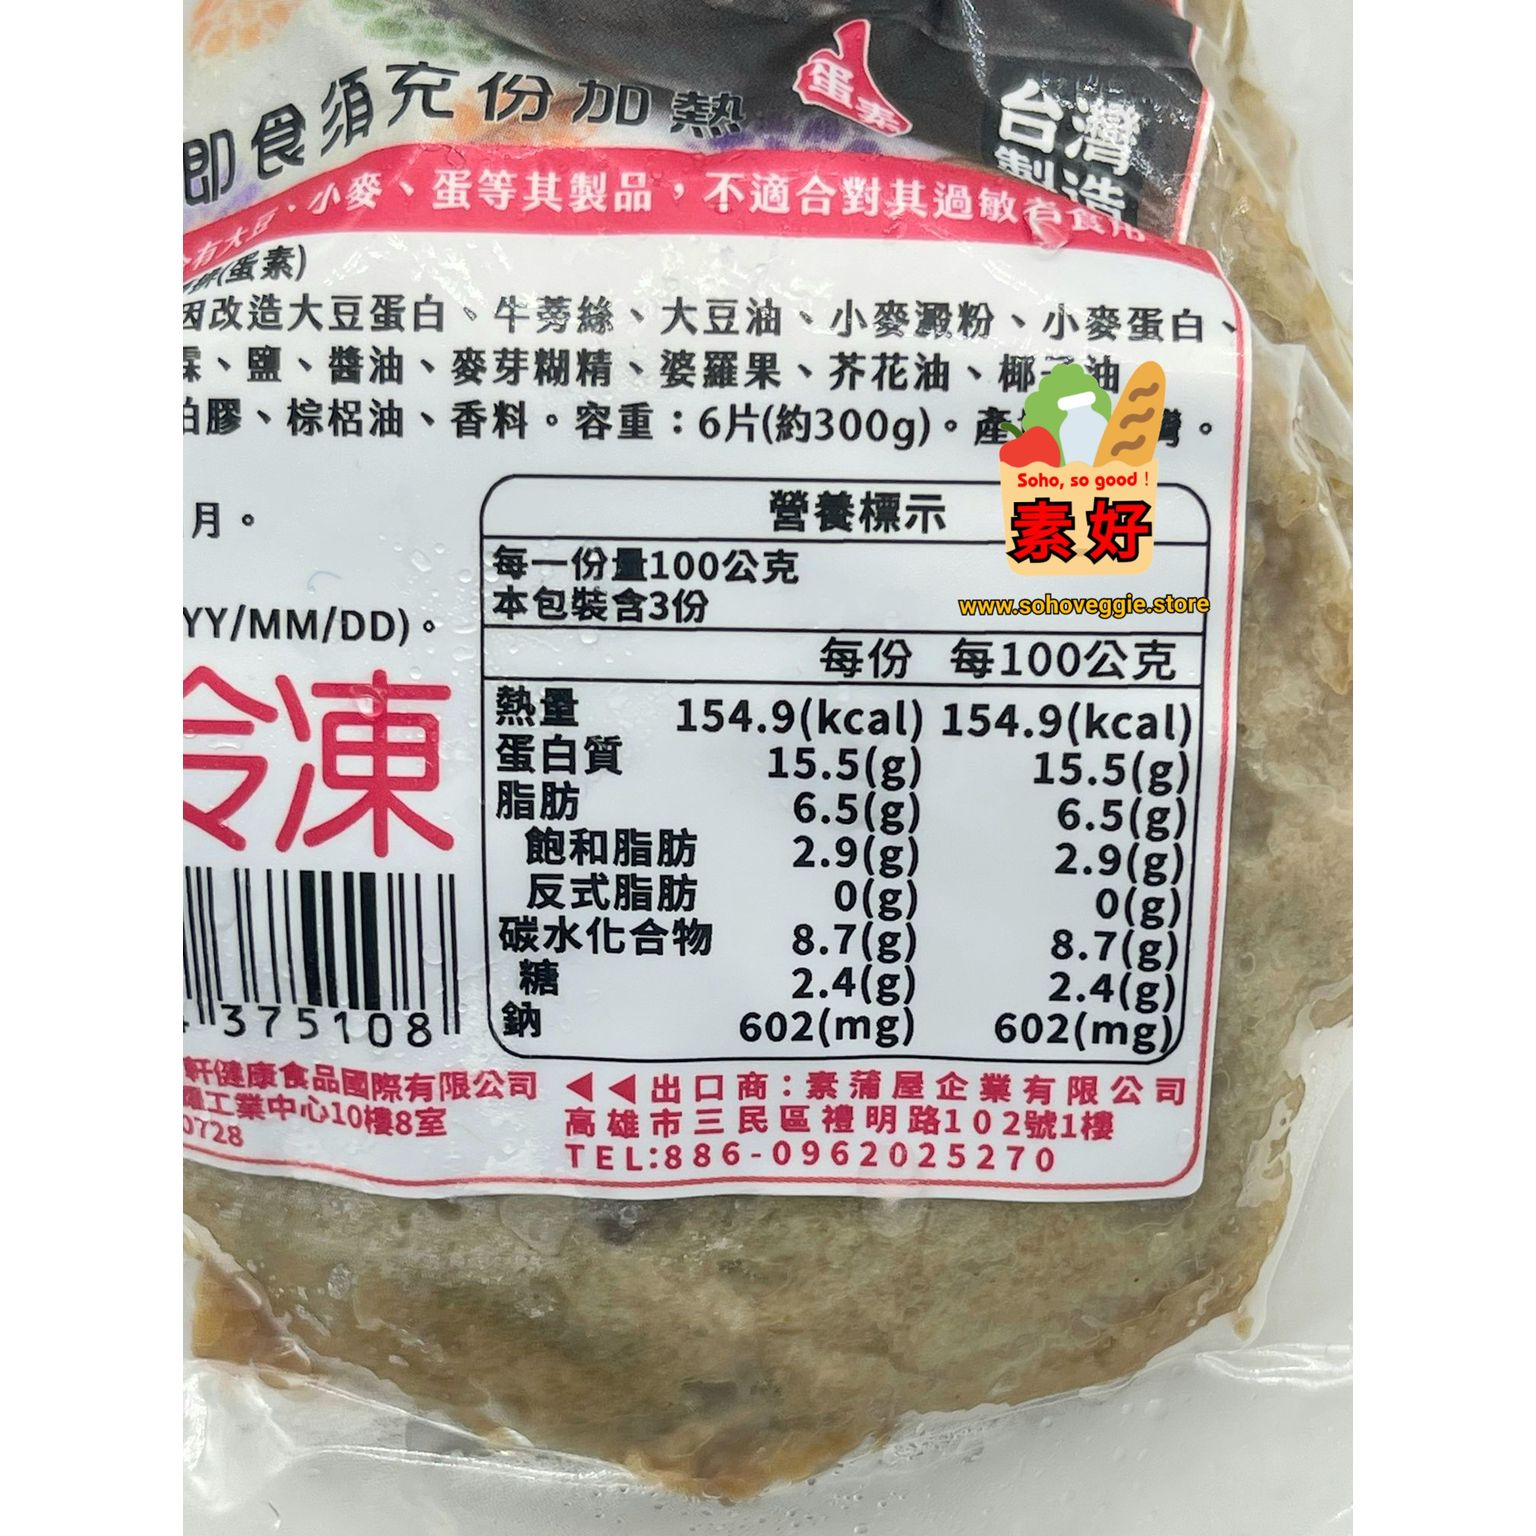 即食須充份加熱
蛋素
台灣
製造
有大豆、小麥、蛋等其製品，不適合對其過敏者食用
餅(蛋素)
因改造大豆蛋白、牛蒡絲、大豆油、小麥澱粉、小麥蛋白、
、鹽、醬油、麥芽糊精、婆羅果、芥花油、椰子油
膠、棕梠油、香料。容重：6片(約300g)。產 灣。
月。
YY/MM/DD)。
冷凍
Soho, so good !
素好
www.sohoveggie.store
營養標示
每一份量100公克
本包裝含3份
每份 每100公克
熱量 154.9(kcal) 154.9(kcal)
蛋白質 15.5(g) 15.5(g)
脂肪 6.5(g) 6.5(g)
飽和脂肪 2.9(g) 2.9(g)
反式脂肪 0(g) 0(g)
碳水化合物 8.7(g) 8.7(g)
糖 2.4(g) 2.4(g)
鈉 602(mg) 602(mg)
375108
軒健康食品國際有限公司
工業中心10樓8室
0728
◀◀出口商：素蒲屋企業有限公司
高雄市三民區禮明路102號1樓
TEL:886-0962025270